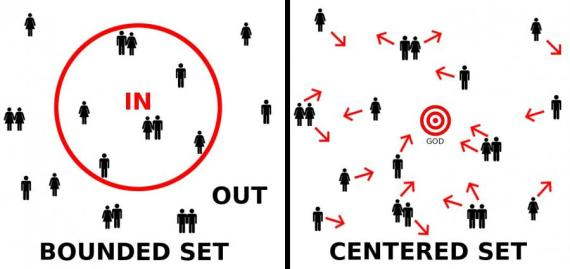 IN
OUT
BOUNDED SET
GOD
CENTERED SET